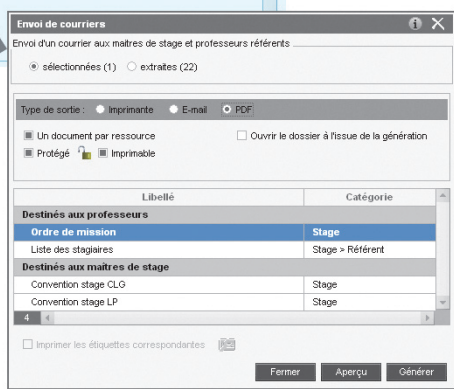 Envoi de courriers
Envoi d'un courrier aux maîtres de stage et professeurs référents
sélectionnées (1) extraites (22)
Type de sortie : Imprimante E-mail PDF
Un document par ressource Ouvrir le dossier à l'issue de la génération
Protégé Imprimable
Libellé Catégorie
Destinés aux professeurs
Ordre de mission Stage
Liste des stagiaires Stage > Référent
Destinés aux maîtres de stage
Convention stage CLG Stage
Convention stage LP Stage
4
Imprimer les étiquettes correspondantes
Fermer Aperçu Générer